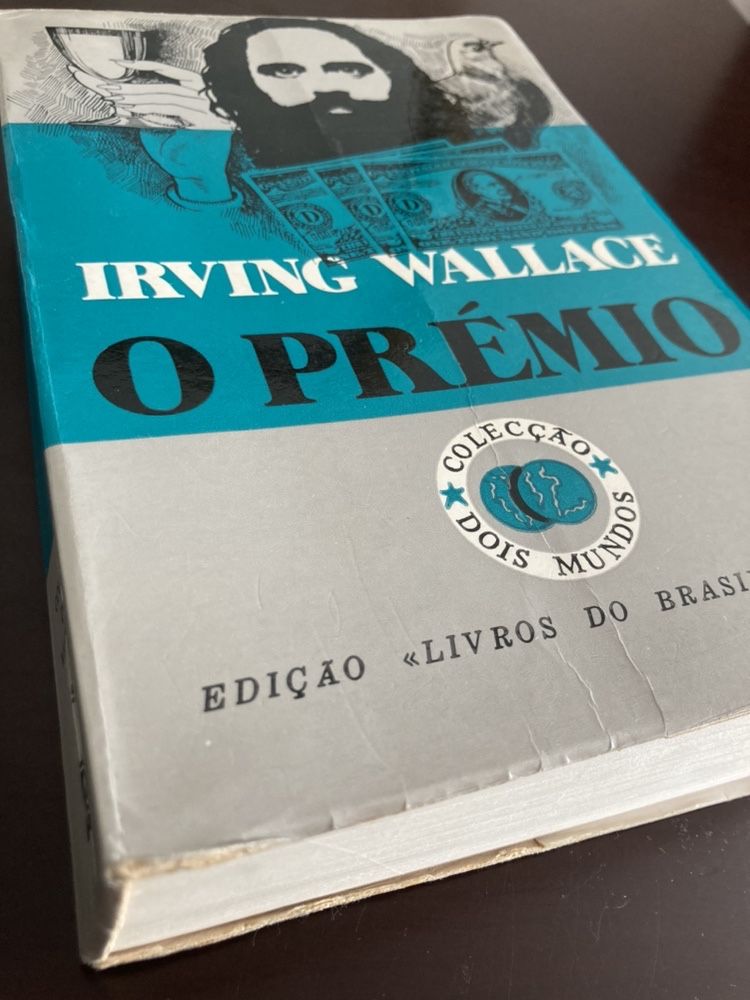 IRVING WALLACE
O PRÉMIO
COLECÇÃO
DOIS MUNDOS
EDIÇÃO «LIVROS DO BRASIL